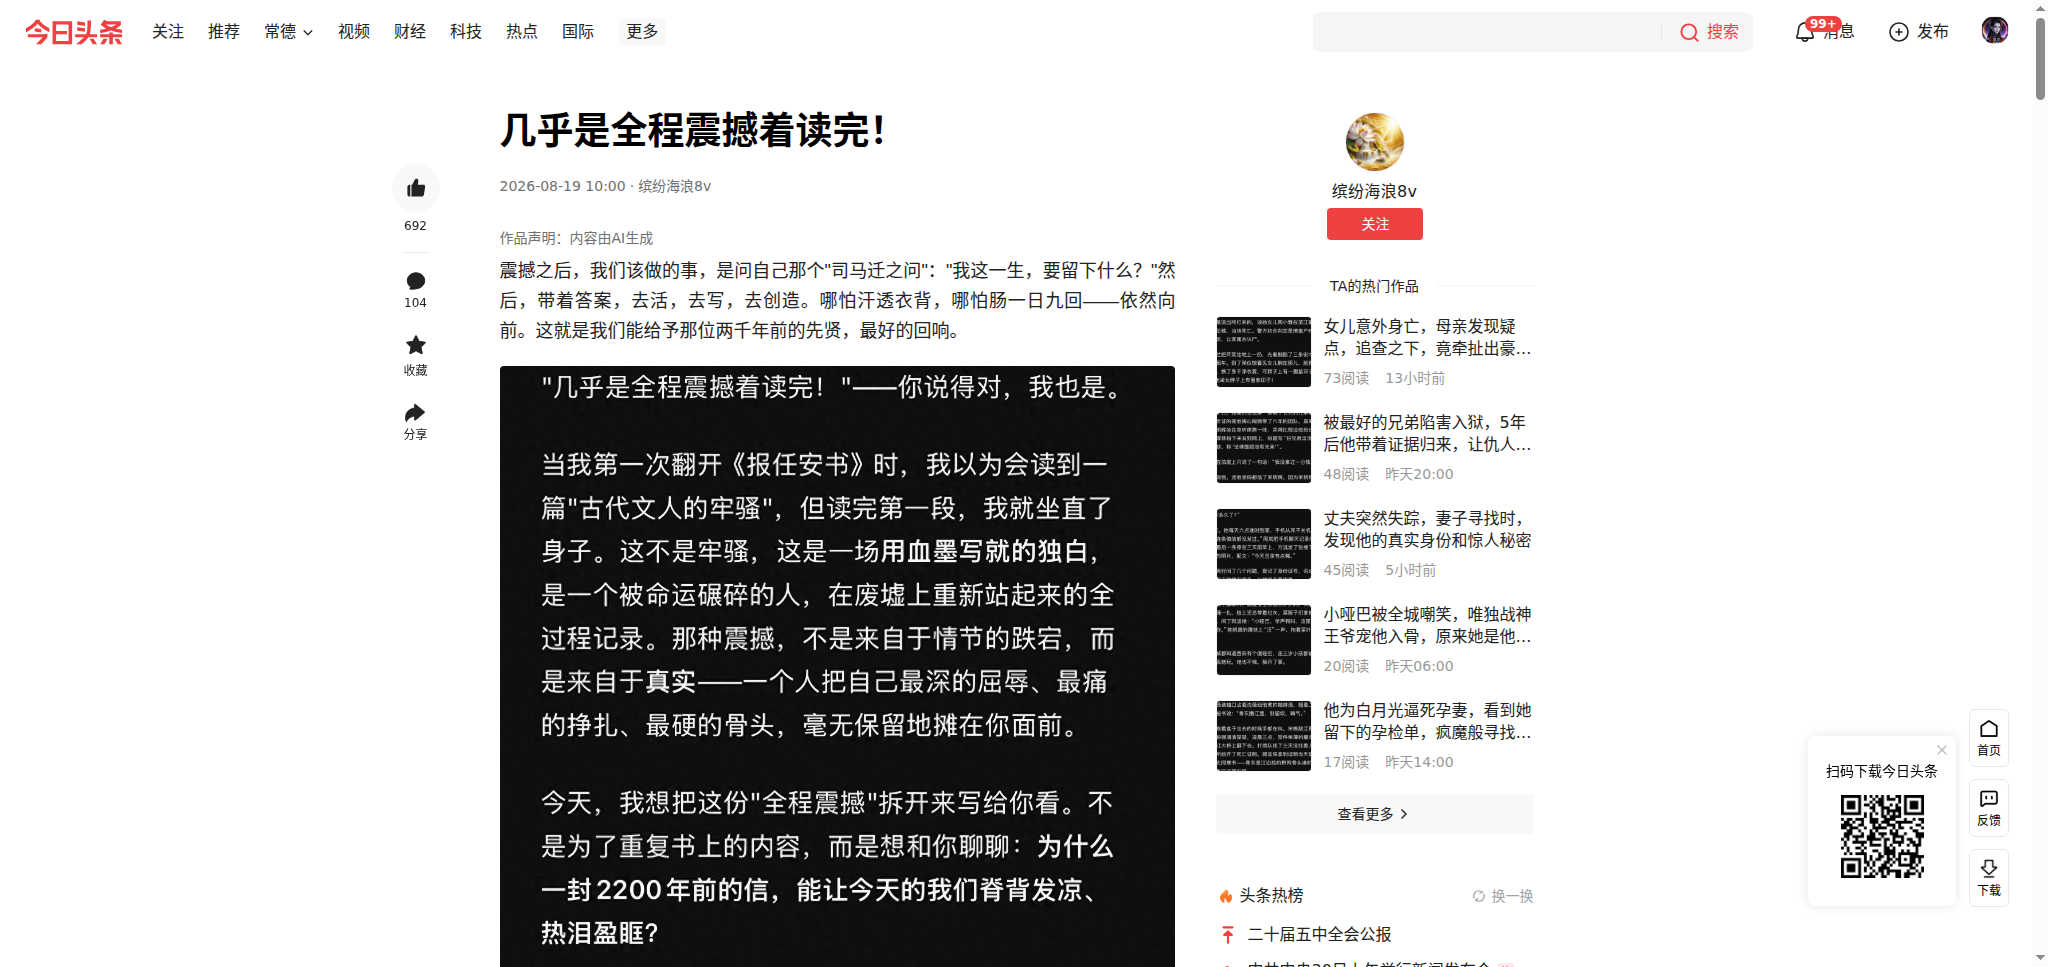 今日头条
关注 推荐 常德 视频 财经 科技 热点 国际 更多
搜索
99+
消息
发布
几乎是全程震撼着读完！
2026-08-19 10:00 · 缤纷海浪8v
692
104
收藏
分享
作品声明：内容由AI生成
震撼之后，我们该做的事，是问自己那个"司马迁之问"："我这一生，要留下什么？"然
后，带着答案，去活，去写，去创造。哪怕汗透衣背，哪怕肠一日九回——依然向
前。这就是我们能给予那位两千年前的先贤，最好的回响。
"几乎是全程震撼着读完！"——你说得对，我也是。
当我第一次翻开《报任安书》时，我以为会读到一
篇"古代文人的牢骚"，但读完第一段，我就坐直了
身子。这不是牢骚，这是一场用血墨写就的独白，
是一个被命运碾碎的人，在废墟上重新站起来的全
过程记录。那种震撼，不是来自于情节的跌宕，而
是来自于真实——一个人把自己最深的屈辱、最痛
的挣扎、最硬的骨头，毫无保留地摊在你面前。
今天，我想把这份"全程震撼"拆开来写给你看。不
是为了重复书上的内容，而是想和你聊聊：为什么
一封2200年前的信，能让今天的我们脊背发凉、
热泪盈眶？
缤纷海浪8v
关注
TA的热门作品
女儿意外身亡，母亲发现疑
点，追查之下，竟牵扯出豪...
73阅读 13小时前
被最好的兄弟陷害入狱，5年
后他带着证据归来，让仇人...
48阅读 昨天20:00
丈夫突然失踪，妻子寻找时，
发现他的真实身份和惊人秘密
45阅读 5小时前
小哑巴被全城嘲笑，唯独战神
王爷宠他入骨，原来她是他...
20阅读 昨天06:00
他为白月光逼死孕妻，看到她
留下的孕检单，疯魔般寻找...
17阅读 昨天14:00
查看更多
头条热榜
换一换
二十届五中全会公报
扫码下载今日头条
首页
反馈
下载